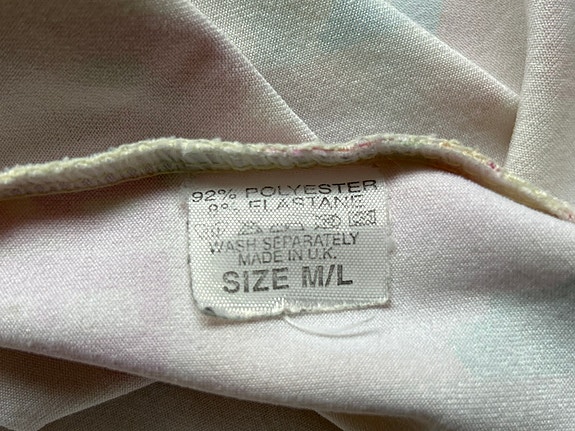 92% POLYESTER
8% ELASTANE
WASH SEPARATELY
MADE IN U.K.
SIZE M/L